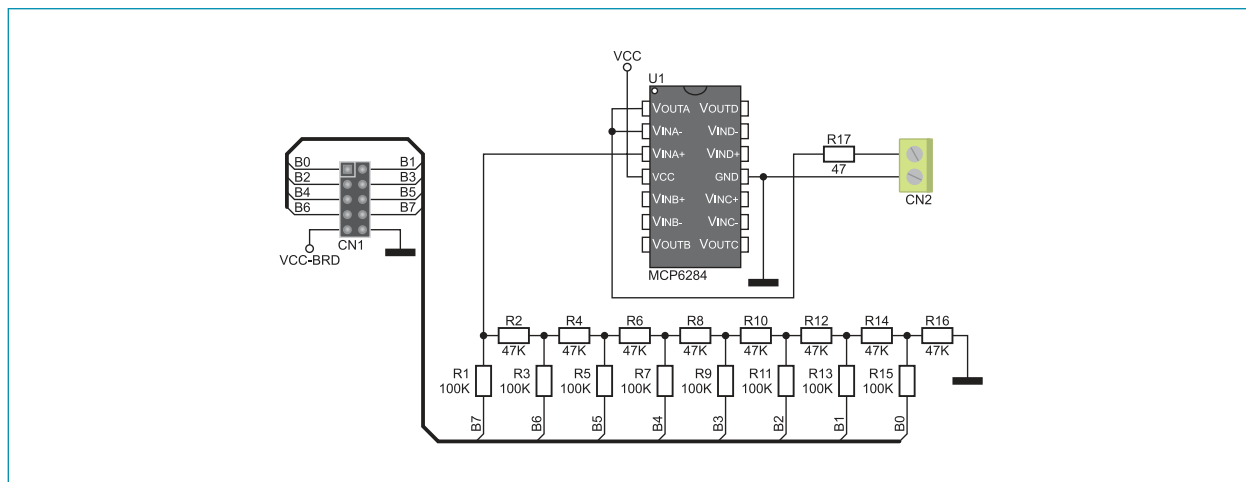 VCC
U1
VOUTA VOUTD
VINA- VIND-
VINA+ VIND+
VCC GND
VINB+ VINC+
VINB- VINC-
VOUTB VOUTC
MCP6284
R17
47
CN2
B0 B1
B2 B3
B4 B5
B6 B7
CN1
VCC-BRD
R2 R4 R6 R8 R10 R12 R14 R16
47K 47K 47K 47K 47K 47K 47K 47K
R1 R3 R5 R7 R9 R11 R13 R15
100K 100K 100K 100K 100K 100K 100K 100K
B7 B6 B5 B4 B3 B2 B1 B0